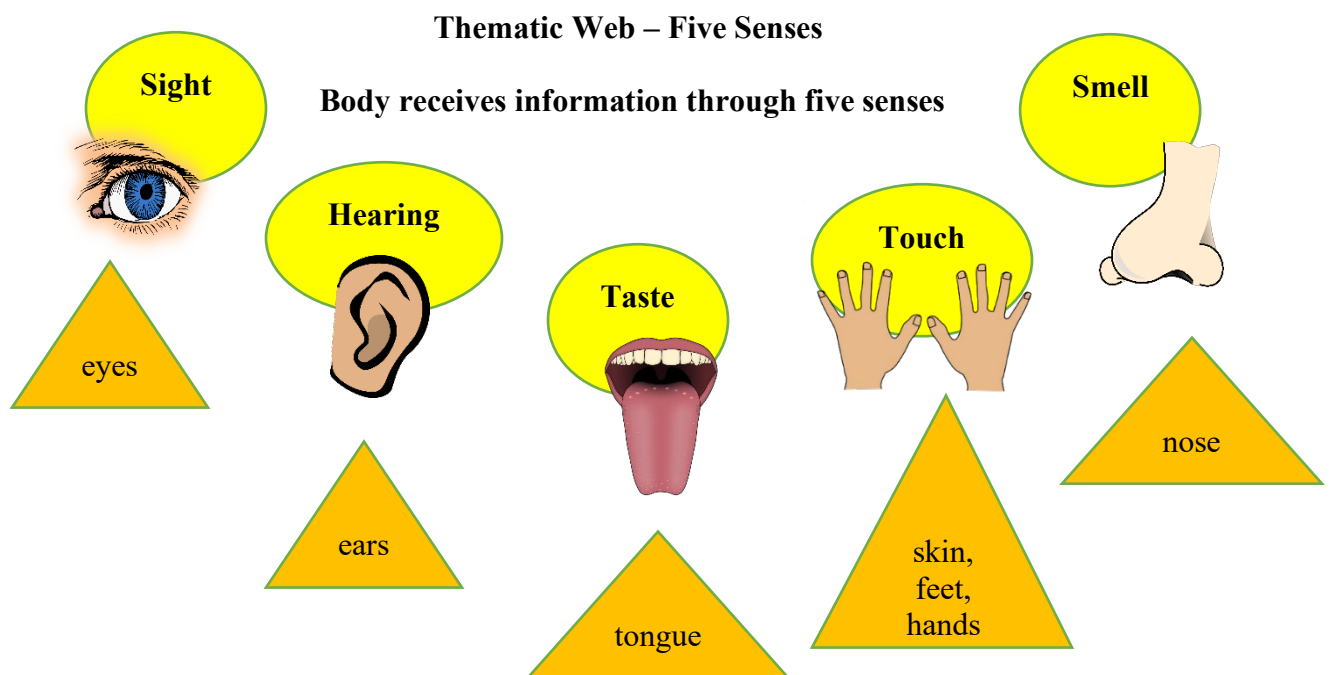 Thematic Web – Five Senses
Body receives information through five senses
Sight
Hearing
Taste
Touch
Smell
eyes
ears
tongue
skin,
feet,
hands
nose